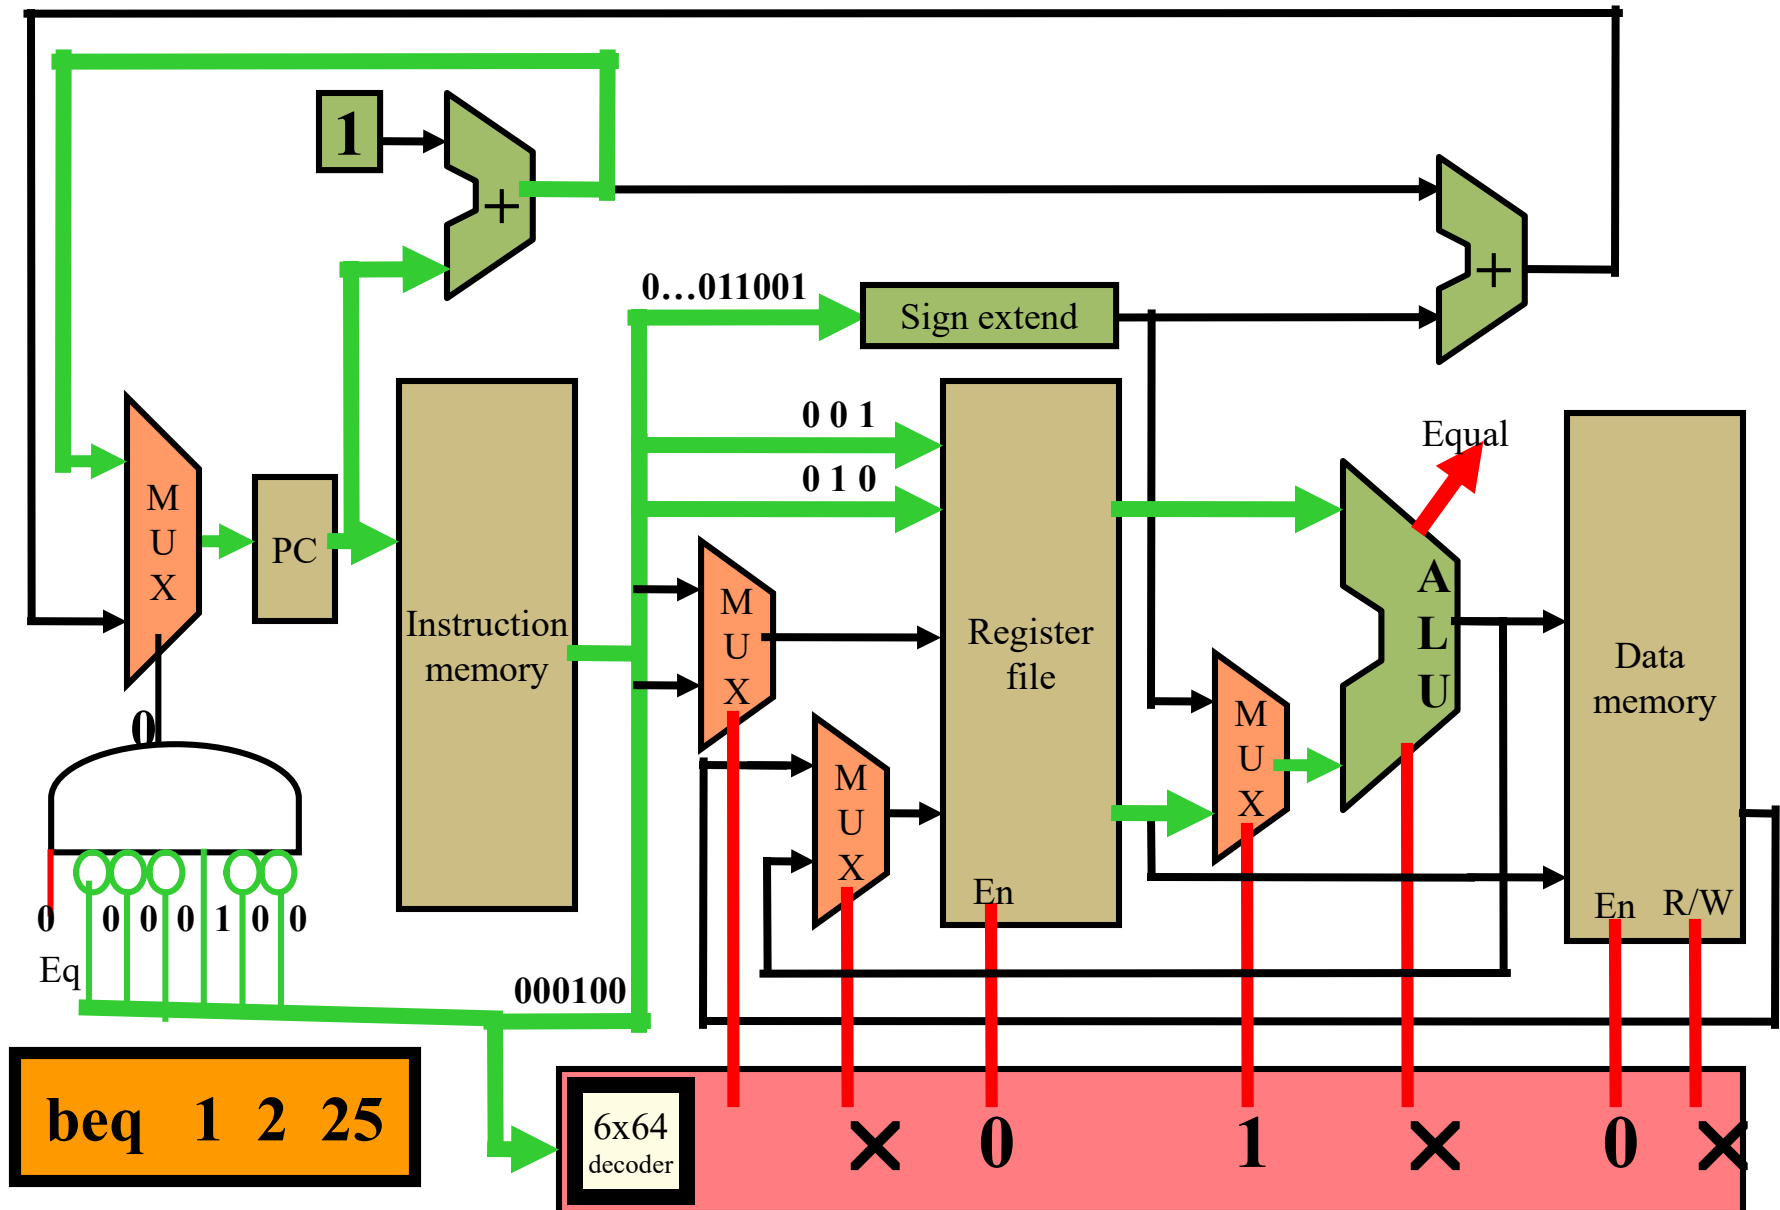 1
+
+
0...011001
Sign extend
0 0 1
0 1 0
Equal
M
U
X
PC
Instruction
memory
M
U
X
Register
file
A
L
U
Data
memory
M
U
X
M
U
X
0
En
En
R/W
0 0 0 0 1 0 0
Eq
000100
beq 1 2 25
6x64
decoder
X 0 1 X 0 X